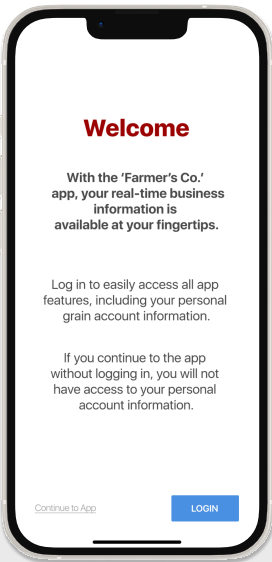 Welcome
With the ‘Farmer’s Co.’
app, your real-time business
information is
available at your fingertips.
Log in to easily access all app
features, including your personal
grain account information.
If you continue to the app
without logging in, you will not
have access to your personal
account information.
Continue to App
LOGIN